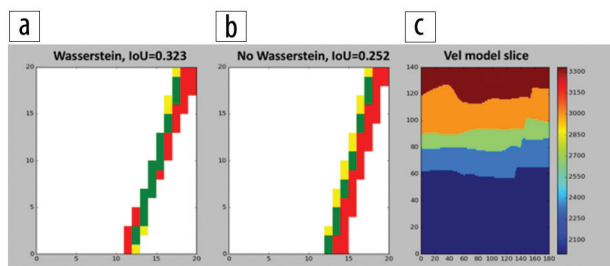 a
b
c
Wasserstein, IoU=0.323
No Wasserstein, IoU=0.252
Vel model slice
20
15
10
5
0
0 5 10 15 20
20
15
10
5
0
0 5 10 15 20
140
120
100
80
60
40
20
0
0 20 40 60 80 100 120 140 160 180
3300
3000
2850
2700
2550
2400
2250
2100